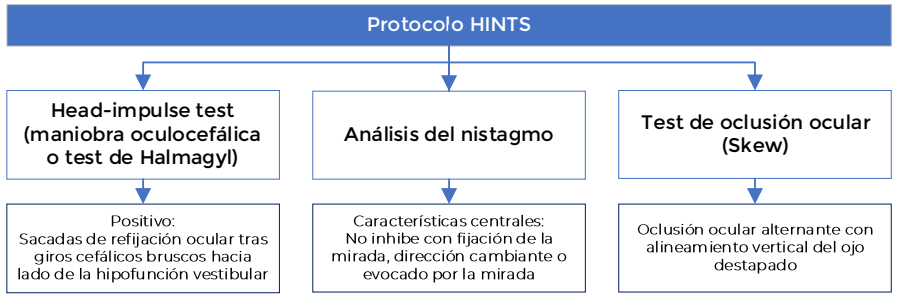 Protocolo HINTS
Head-impulse test
(maniobra oculocefálica
o test de Halmagyl)
Análisis del nistagmo
Test de oclusión ocular
(Skew)
Positivo:
Sacadas de refijación ocular tras
giros cefálicos bruscos hacia
lado de la hipofunción vestibular
Características centrales:
No inhibe con fijación de la
mirada, dirección cambiante o
evocado por la mirada
Oclusión ocular alternante con
alineamiento vertical del ojo
destapado